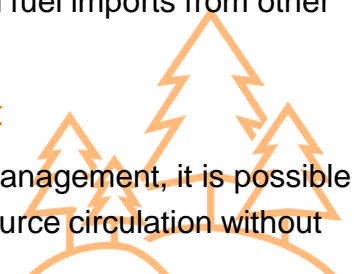 fuel imports from other
anagement, it is possible
urce circulation without